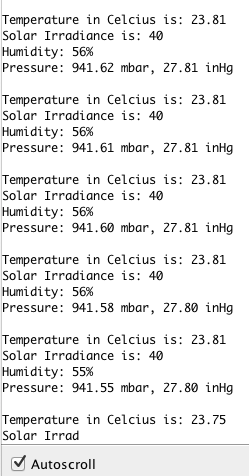 Temperature in Celcius is: 23.81
Solar Irradiance is: 40
Humidity: 56%
Pressure: 941.62 mbar, 27.81 inHg
Temperature in Celcius is: 23.81
Solar Irradiance is: 40
Humidity: 56%
Pressure: 941.61 mbar, 27.81 inHg
Temperature in Celcius is: 23.81
Solar Irradiance is: 40
Humidity: 56%
Pressure: 941.60 mbar, 27.81 inHg
Temperature in Celcius is: 23.81
Solar Irradiance is: 40
Humidity: 56%
Pressure: 941.58 mbar, 27.80 inHg
Temperature in Celcius is: 23.81
Solar Irradiance is: 40
Humidity: 55%
Pressure: 941.55 mbar, 27.80 inHg
Temperature in Celcius is: 23.75
Solar Irrad
Autoscroll